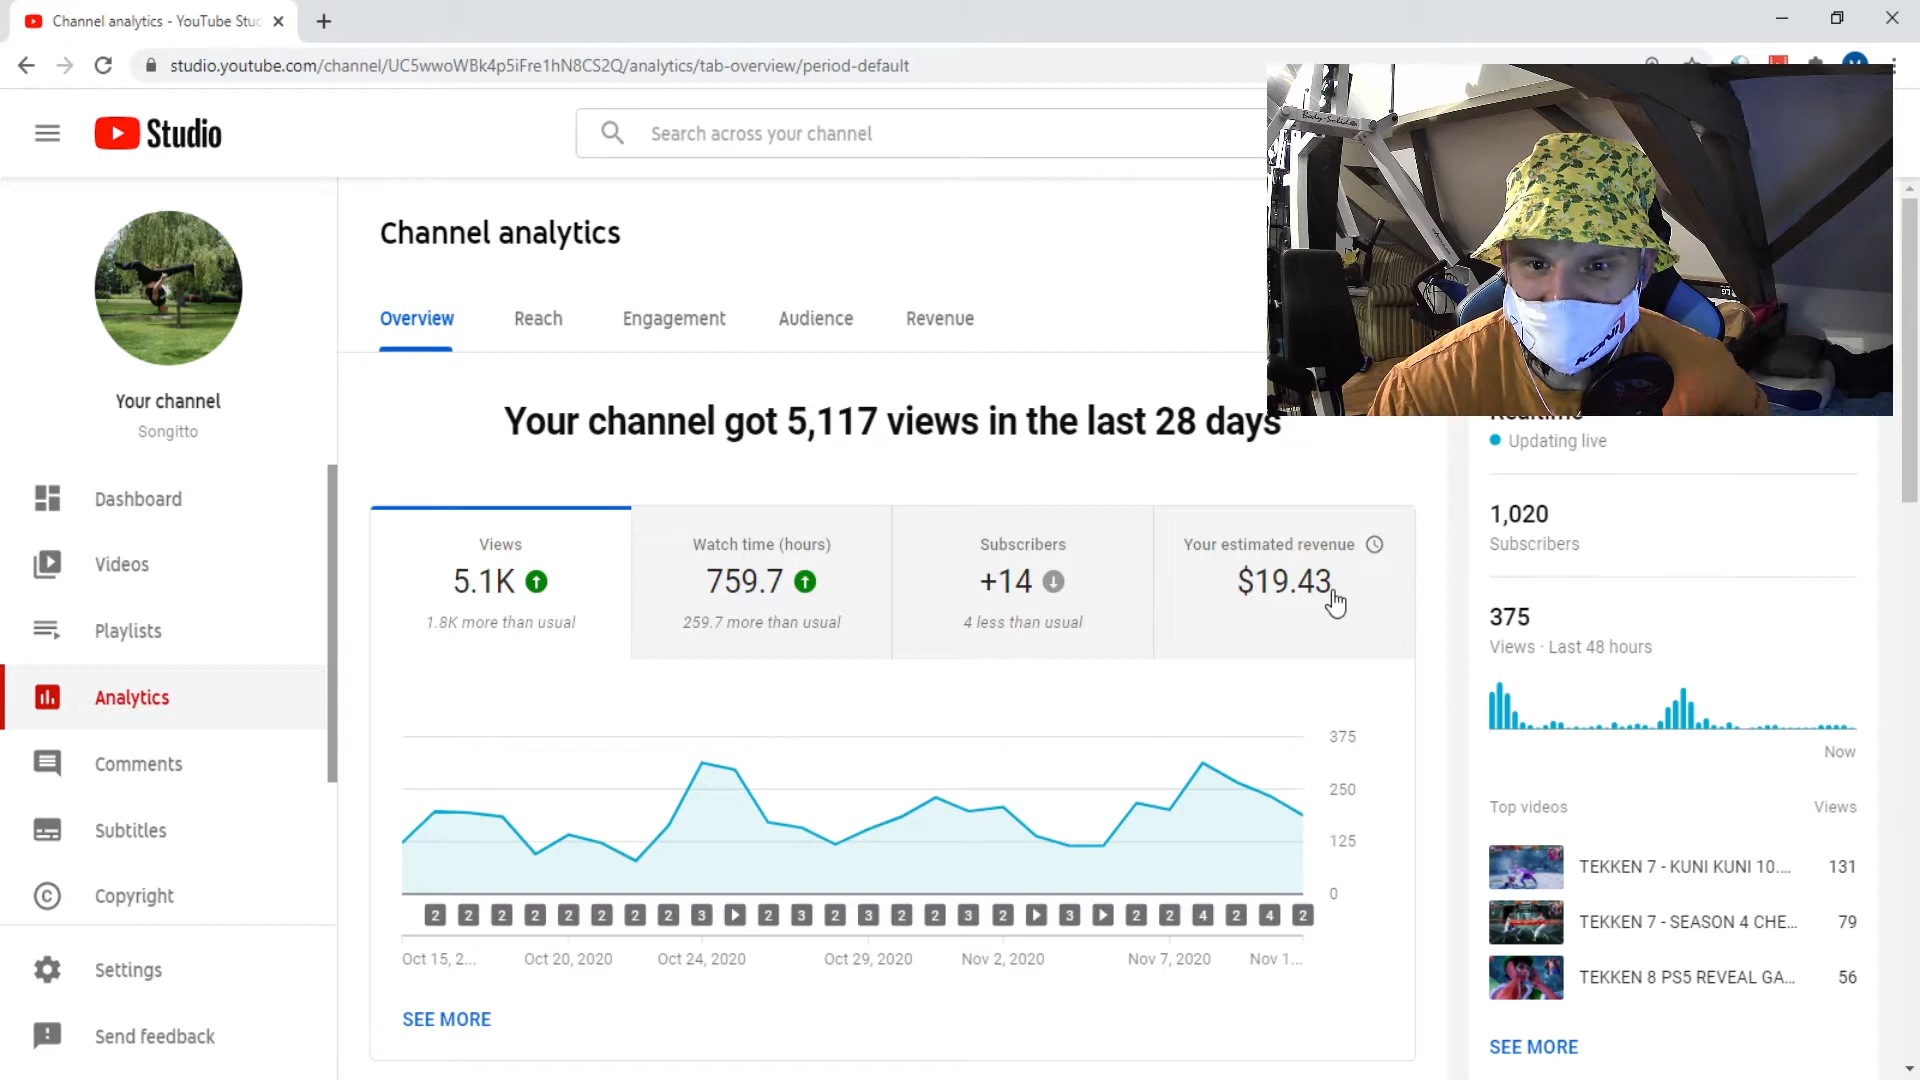 Channel analytics - YouTube Stud
studio.youtube.com/channel/UC5wwoWBk4p5iFre1hN8CS2Q/analytics/tab-overview/period-default
Studio
Search across your channel
Body-Solid
KONI
Your channel
Songitto
Dashboard
Videos
Playlists
Analytics
Comments
Subtitles
Copyright
Settings
Send feedback
Channel analytics
Overview Reach Engagement Audience Revenue
Your channel got 5,117 views in the last 28 days
Views
5.1K
1.8K more than usual
Watch time (hours)
759.7
259.7 more than usual
Subscribers
+14
4 less than usual
Your estimated revenue
$19.43
375
250
125
0
2 2 2 2 2 2 2 2 3 2 3 2 3 2 2 3 2 3 2 2 4 2 4 2
Oct 15, 2... Oct 20, 2020 Oct 24, 2020 Oct 29, 2020 Nov 2, 2020 Nov 7, 2020 Nov 1...
SEE MORE
Realtime
Updating live
1,020
Subscribers
375
Views · Last 48 hours
Now
Top videos Views
TEKKEN 7 - KUNI KUNI 10.... 131
TEKKEN 7 - SEASON 4 CHE... 79
TEKKEN 8 PS5 REVEAL GA... 56
SEE MORE